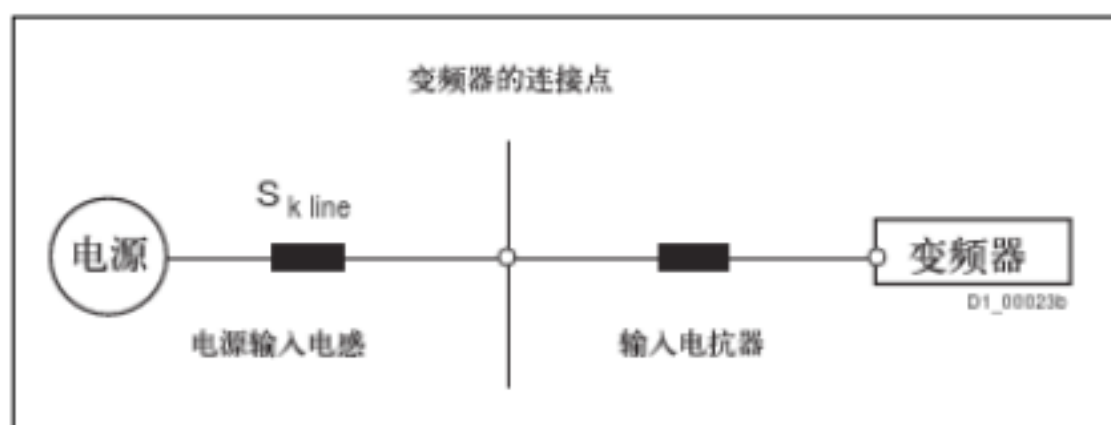 变频器的连接点
S k line
电源
变频器
D1_00023b
电源输入电感
输入电抗器